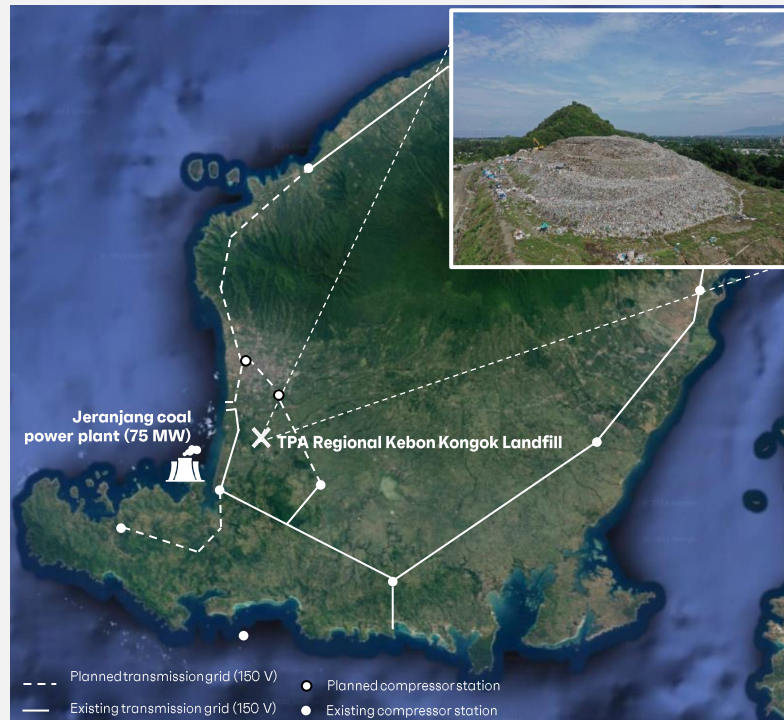 Jeranjang coal
power plant (75 MW)
TPA Regional Kebon Kongok Landfill
Planned transmission grid (150 V)
Planned compressor station
Existing transmission grid (150 V)
Existing compressor station